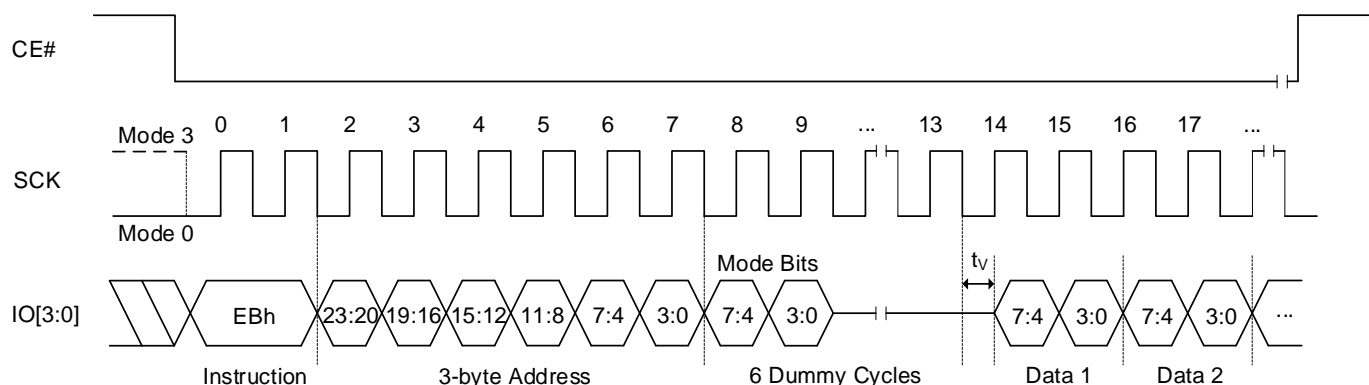 CE#
0 1 2 3 4 5 6 7 8 9 ... 13 14 15 16 17 ...
Mode 3
SCK
Mode 0
Mode Bits tV
IO[3:0] EBh 23:20 19:16 15:12 11:8 7:4 3:0 7:4 3:0 7:4 3:0 7:4 3:0 ...
Instruction 3-byte Address 6 Dummy Cycles Data 1 Data 2